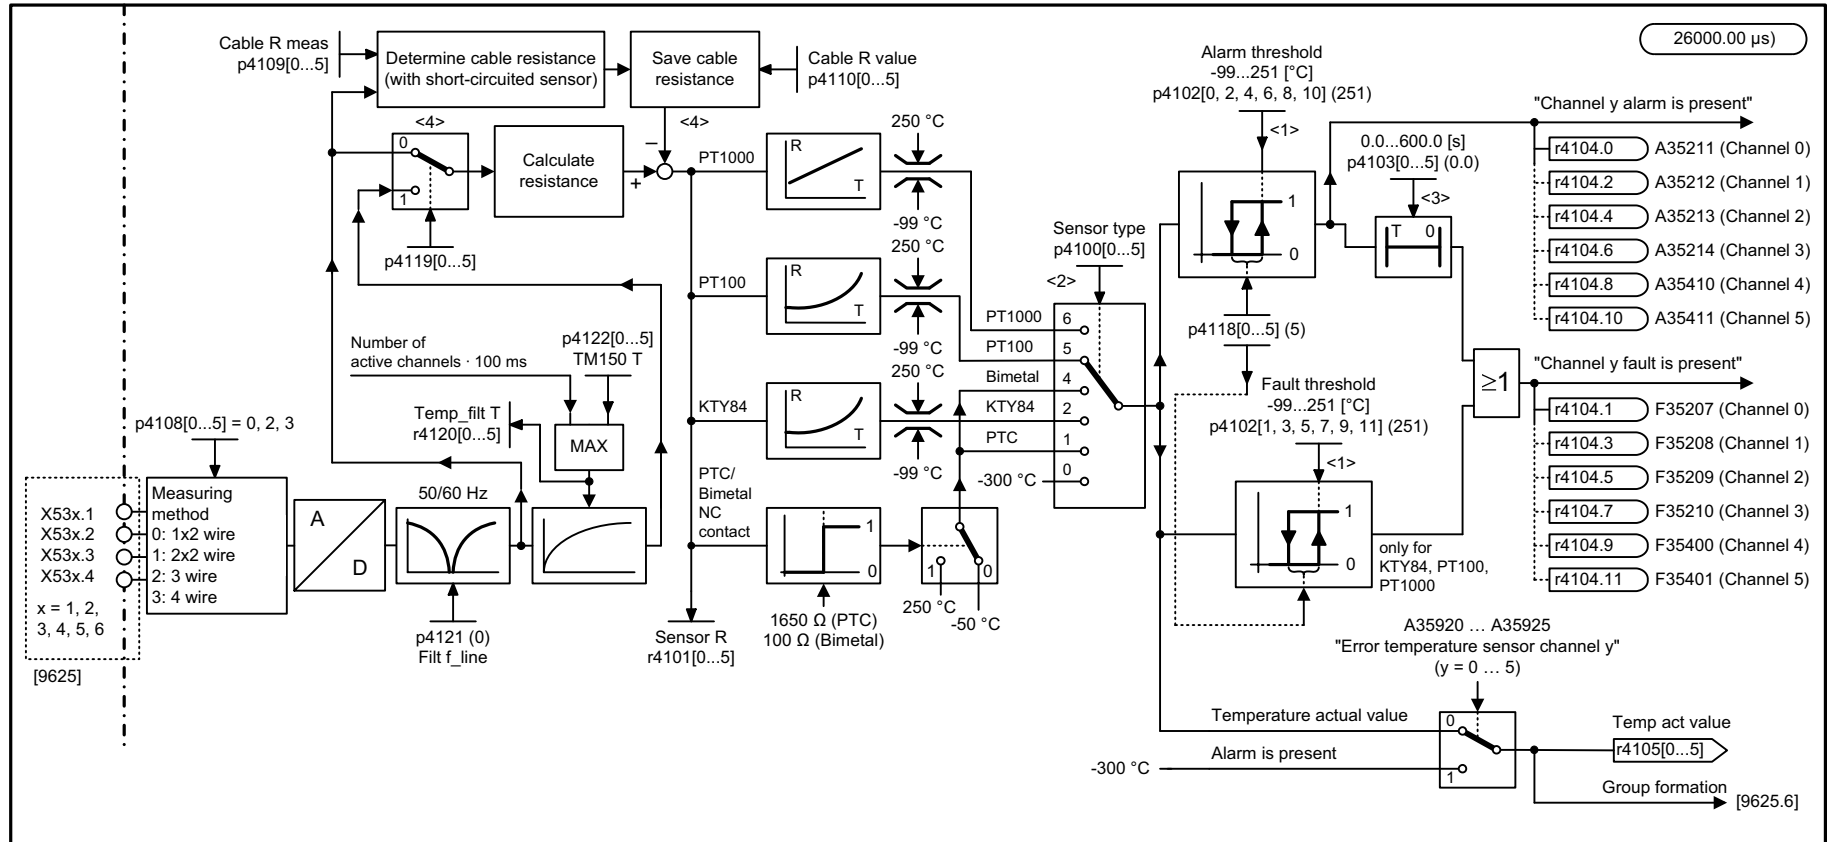 26000.00 µs)
Cable R meas
p4109[0...5]
Determine cable resistance
(with short-circuited sensor)
Save cable
resistance
Cable R value
p4110[0...5]
<4>
<4>
0
1
Calculate
resistance
–
+
p4119[0...5]
PT1000
R
T
250 °C
-99 °C
PT100
R
T
250 °C
-99 °C
KTY84
R
T
250 °C
-99 °C
PTC/
Bimetal
NC
contact
1
0
1650 Ω (PTC)
100 Ω (Bimetal)
1
0
250 °C
-50 °C
Number of
active channels · 100 ms
p4122[0...5]
TM150 T
Temp_filt T
r4120[0...5]
MAX
p4108[0...5] = 0, 2, 3
X53x.1
X53x.2
X53x.3
X53x.4
x = 1, 2,
3, 4, 5, 6
[9625]
Measuring
method
0: 1x2 wire
1: 2x2 wire
2: 3 wire
3: 4 wire
A
D
50/60 Hz
p4121 (0)
Filt f_line
Sensor R
r4101[0...5]
Sensor type
p4100[0...5]
<2>
PT1000
6
PT100
5
Bimetal
4
KTY84
2
PTC
1
-300 °C
0
Alarm threshold
-99...251 [°C]
p4102[0, 2, 4, 6, 8, 10] (251)
<1>
1
0
p4118[0...5] (5)
0.0...600.0 [s]
p4103[0...5] (0.0)
<3>
T
0
Fault threshold
-99...251 [°C]
p4102[1, 3, 5, 7, 9, 11] (251)
<1>
1
0
only for
KTY84, PT100,
PT1000
≥1
"Channel y alarm is present"
r4104.0 A35211 (Channel 0)
r4104.2 A35212 (Channel 1)
r4104.4 A35213 (Channel 2)
r4104.6 A35214 (Channel 3)
r4104.8 A35410 (Channel 4)
r4104.10 A35411 (Channel 5)
"Channel y fault is present"
r4104.1 F35207 (Channel 0)
r4104.3 F35208 (Channel 1)
r4104.5 F35209 (Channel 2)
r4104.7 F35210 (Channel 3)
r4104.9 F35400 (Channel 4)
r4104.11 F35401 (Channel 5)
A35920 … A35925
"Error temperature sensor channel y"
(y = 0 … 5)
Temperature actual value
0
-300 °C
Alarm is present
1
Temp act value
r4105[0...5]
Group formation
[9625.6]